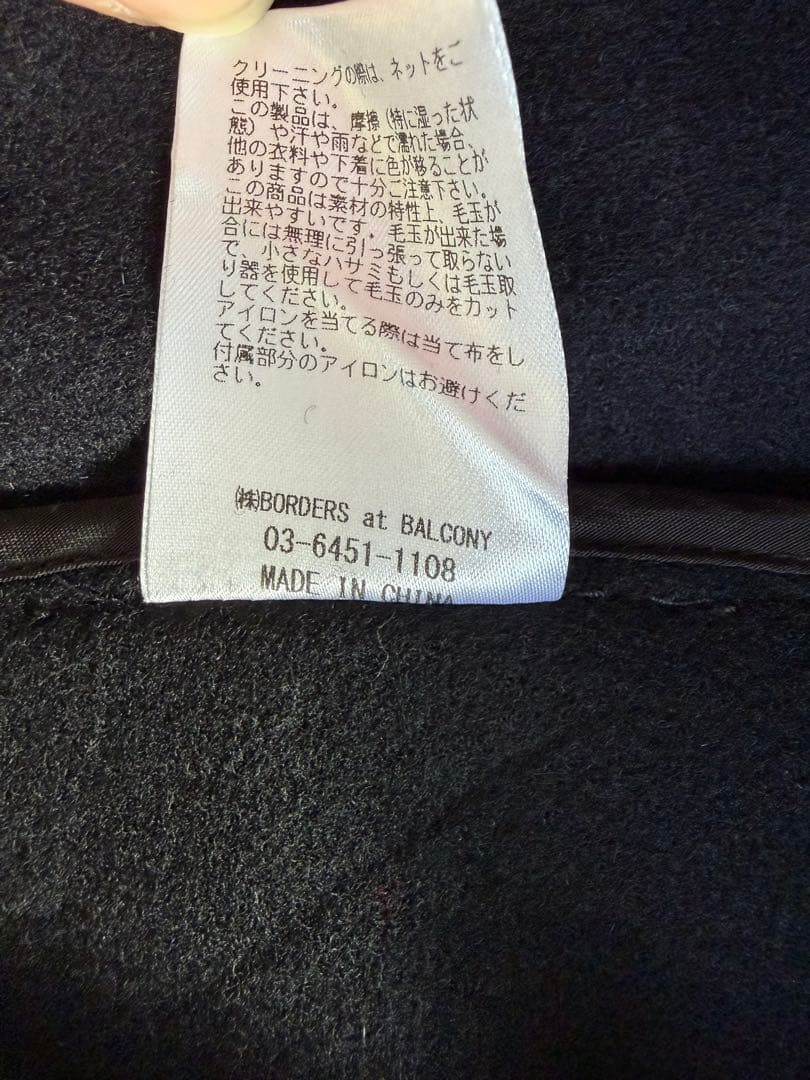 クリーニングの際は、ネットをご
使用下さい。
この製品は、摩擦(特に湿った状
態)や汗や雨などで濡れた場合、
他の衣料や下着に色が移ることが
ありますので十分ご注意下さい。
この商品は素材の特性上、毛玉が
出来やすいです。毛玉が出来た場
合には無理に引っ張って取らない
で、小さなハサミもしくは毛玉取
り器を使用して毛玉のみをカット
してください。
アイロンを当てる際は当て布をし
てください。
付属部分のアイロンはお避けくだ
さい。
㈱BORDERS at BALCONY
03-6451-1108
MADE IN CHINA